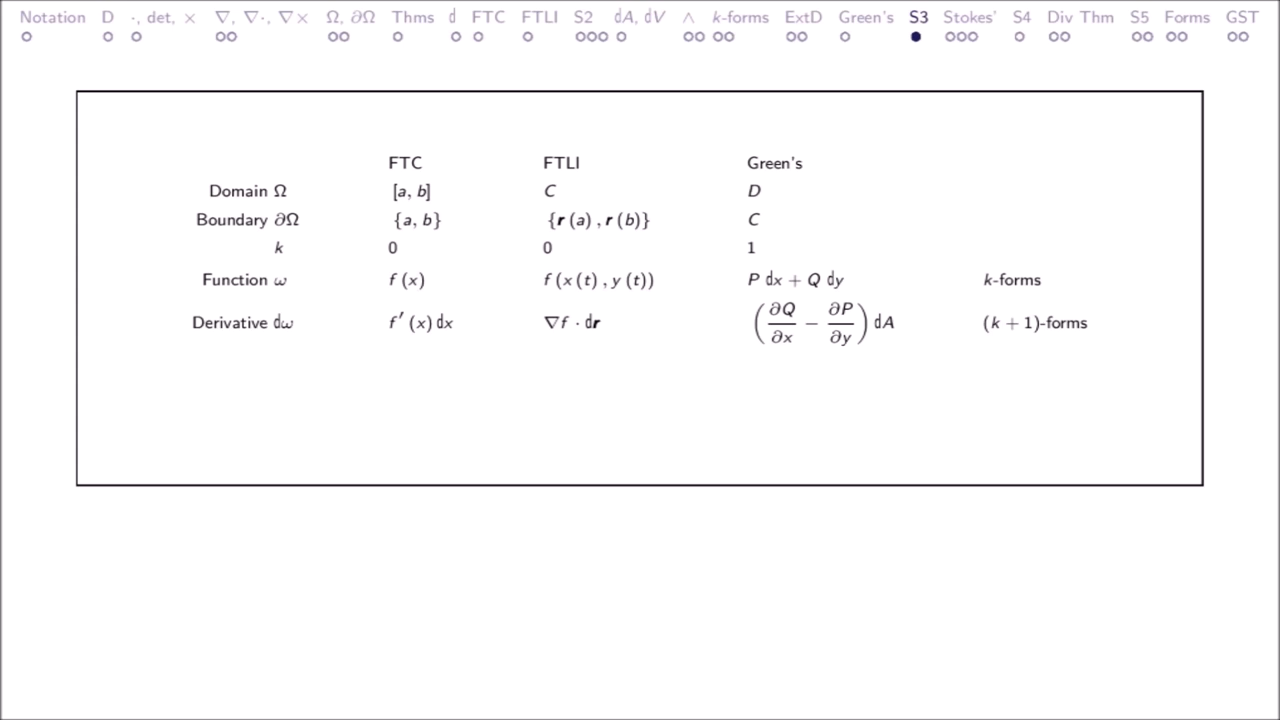 Notation D ·, det, × ∇, ∇·, ∇× Ω, ∂Ω Thms d FTC FTLI S2 dA, dV ∧ k-forms ExtD Green's S3 Stokes' S4 Div Thm S5 Forms GST
FTC FTLI Green's
Domain Ω [a, b] C D
Boundary ∂Ω {a, b} {r (a) , r (b)} C
k 0 0 1
Function ω f (x) f (x (t) , y (t)) P dx + Q dy k-forms
Derivative dω f′ (x) dx ∇f · dr (∂Q/∂x − ∂P/∂y) dA (k + 1)-forms